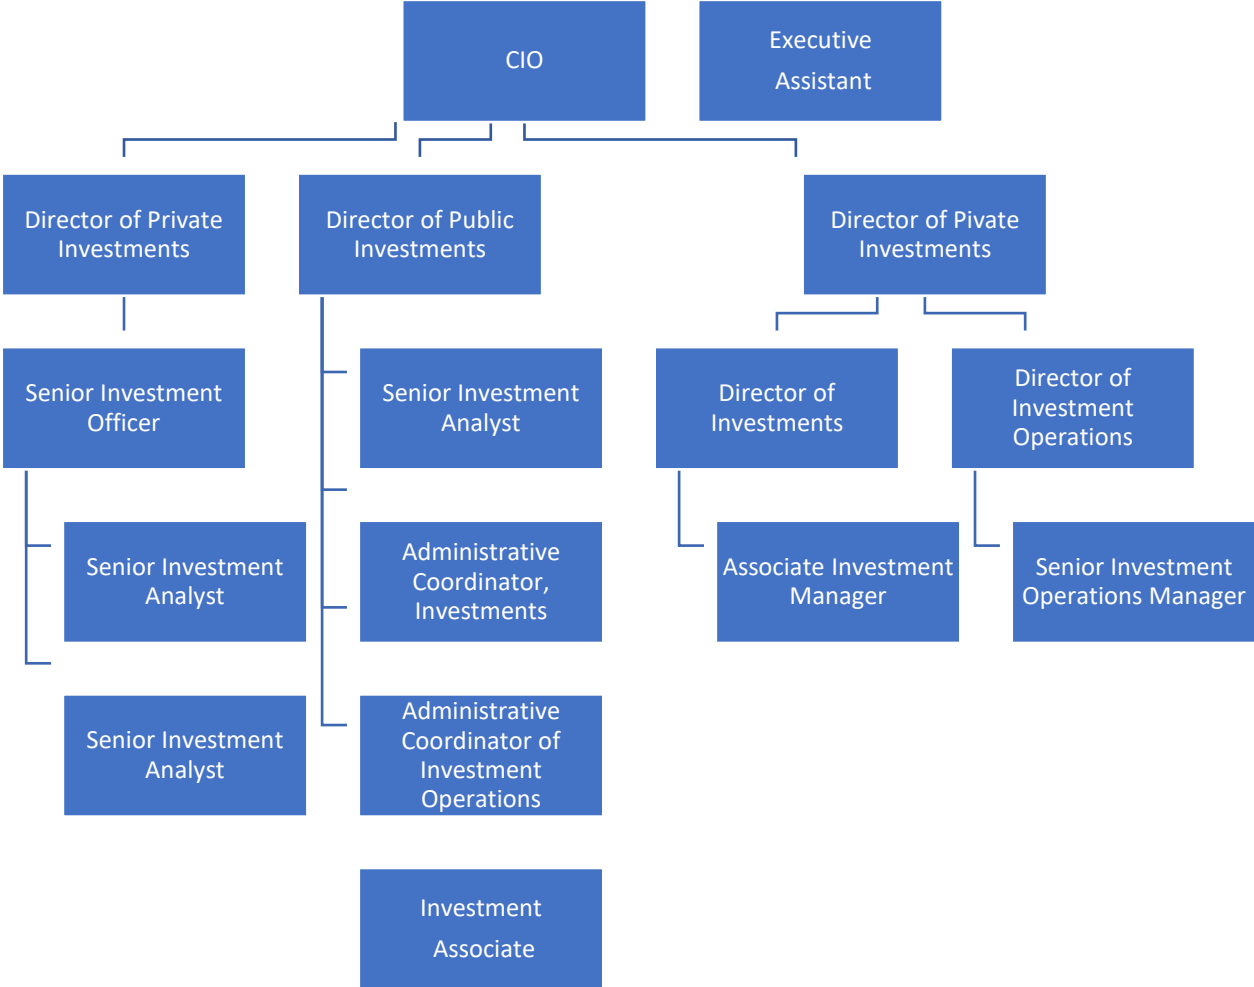 CIO
Executive
Assistant
Director of Private
Investments
Director of Public
Investments
Director of Pivate
Investments
Senior Investment
Officer
Senior Investment
Analyst
Director of
Investments
Director of
Investment
Operations
Senior Investment
Analyst
Administrative
Coordinator,
Investments
Associate Investment
Manager
Senior Investment
Operations Manager
Senior Investment
Analyst
Administrative
Coordinator of
Investment
Operations
Investment
Associate